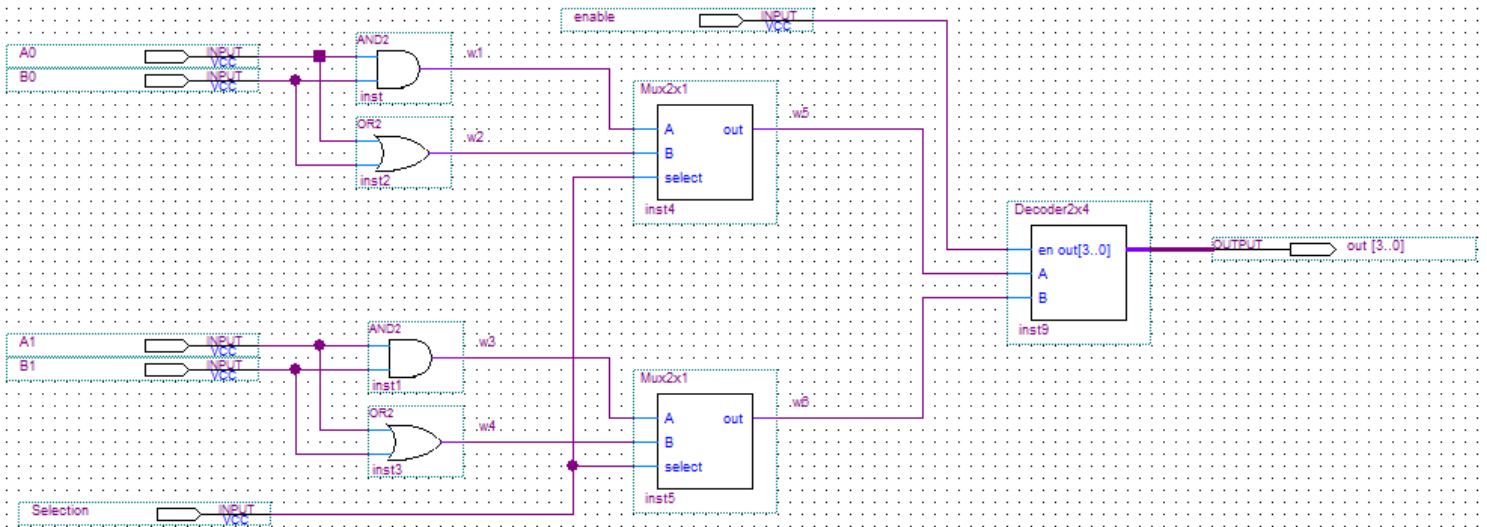 enable
INPUT
VCC
A0
INPUT
VCC
B0
INPUT
VCC
AND2
inst
w1
OR2
inst2
w2
Mux2x1
A out
B
select
inst4
w5
Decoder2x4
en out[3..0]
A
B
inst9
OUTPUT
out [3..0]
A1
INPUT
VCC
B1
INPUT
VCC
AND2
inst1
w3
OR2
inst3
w4
Mux2x1
A out
B
select
inst5
w6
Selection
INPUT
VCC